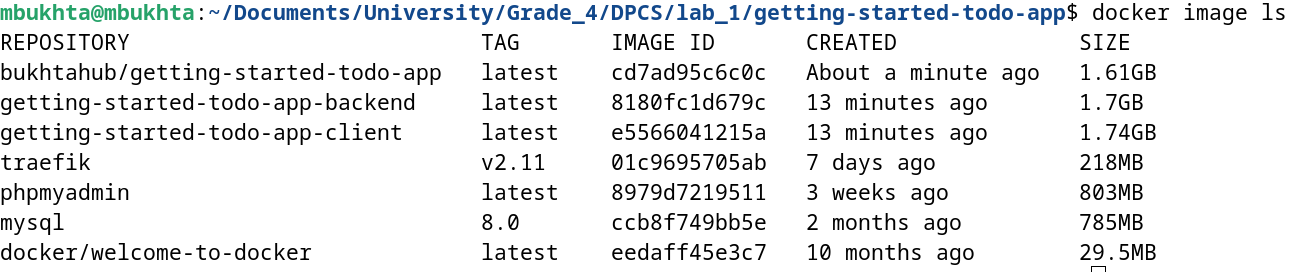 mbukhta@mbukhta:~/Documents/University/Grade_4/DPCS/lab_1/getting-started-todo-app$ docker image ls
REPOSITORY TAG IMAGE ID CREATED SIZE
bukhtahub/getting-started-todo-app latest cd7ad95c6c0c About a minute ago 1.61GB
getting-started-todo-app-backend latest 8180fc1d679c 13 minutes ago 1.7GB
getting-started-todo-app-client latest e5566041215a 13 minutes ago 1.74GB
traefik v2.11 01c9695705ab 7 days ago 218MB
phpmyadmin latest 8979d7219511 3 weeks ago 803MB
mysql 8.0 ccb8f749bb5e 2 months ago 785MB
docker/welcome-to-docker latest eedaff45e3c7 10 months ago 29.5MB